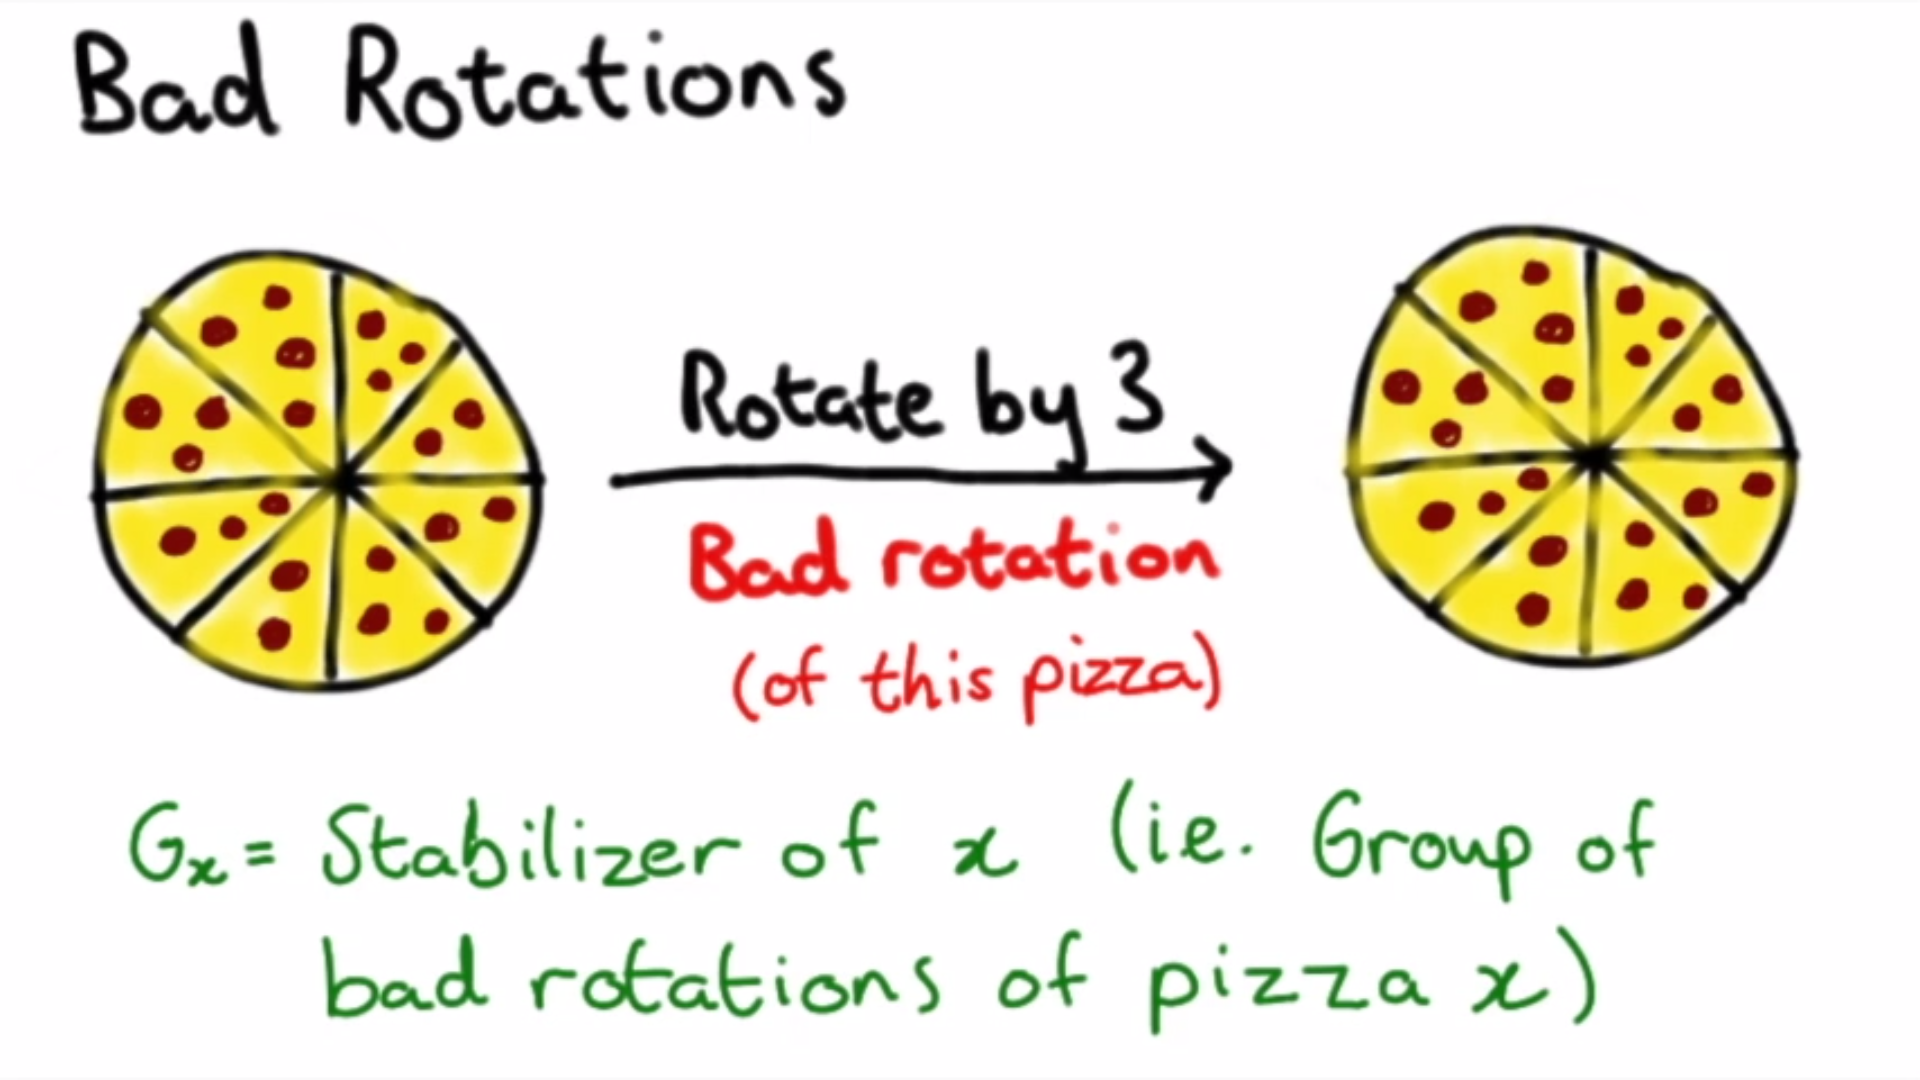 Bad Rotations
Rotate by 3
Bad rotation
(of this pizza)
Gx = Stabilizer of x (ie. Group of
bad rotations of pizza x)